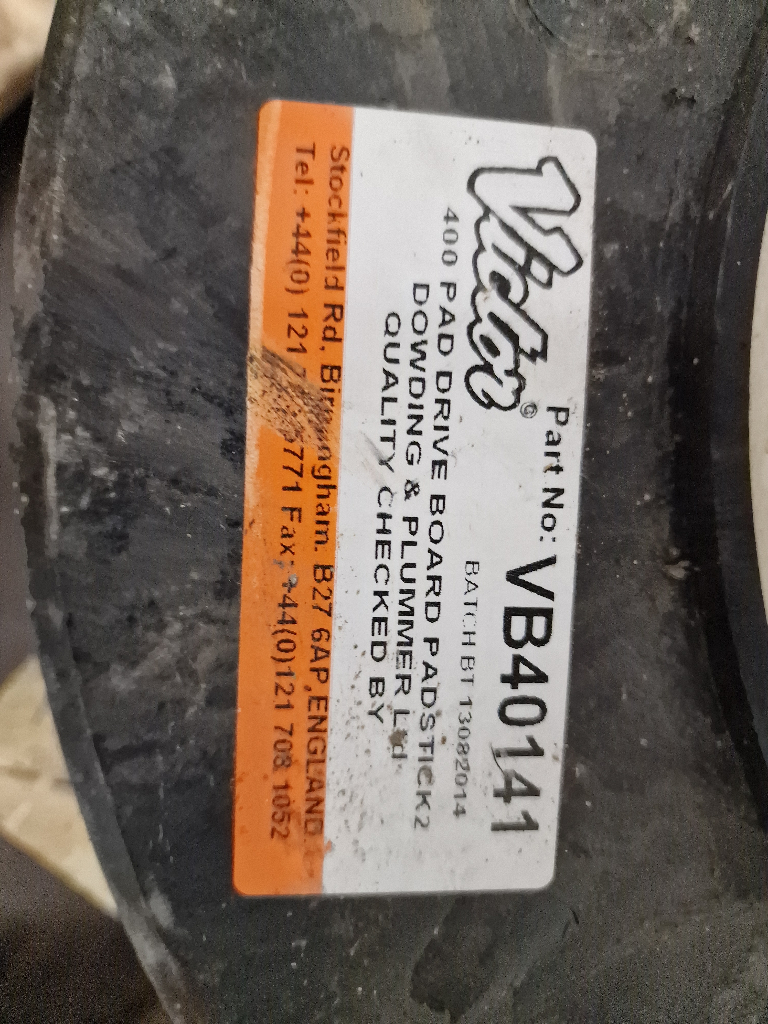 Victor©
Part No: VB40141
BATCH BT 13082014
400 PAD DRIVE BOARD PADSTICK2
DOWDING & PLUMMER Ltd
QUALITY CHECKED BY
Stockfield Rd, Birmingham. B27 6AP,ENGLAND.
Tel: +44(0) 121 771 Fax: +44(0)121 708 1052